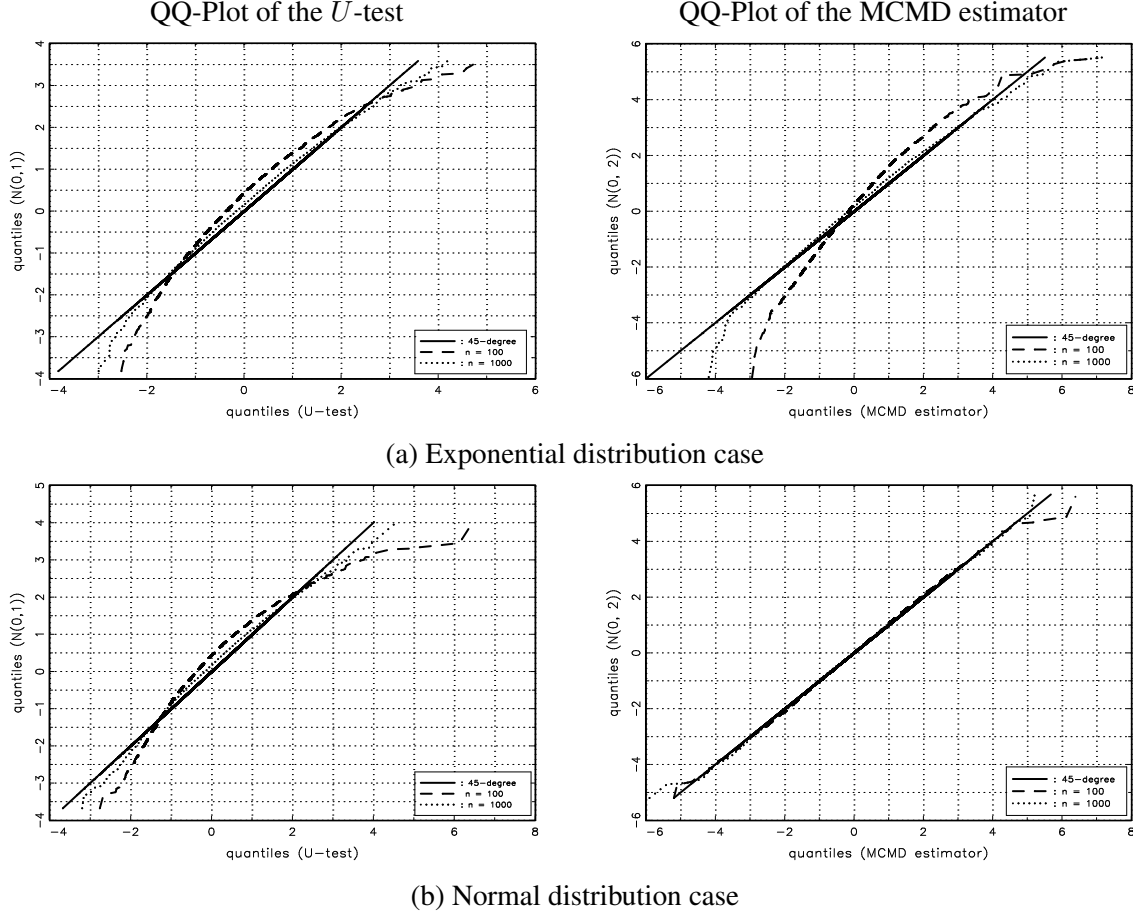 QQ-Plot of the U-test
QQ-Plot of the MCMD estimator
quantiles (N(0,1))
4
3
2
1
0
−1
−2
−3
−4
−4 −2 0 2 4 6
quantiles (U−test)
: 45−degree
: n = 100
: n = 1000
quantiles (N(0, 2))
6
4
2
0
−2
−4
−6
−6 −4 −2 0 2 4 6 8
quantiles (MCMD estimator)
: 45−degree
: n = 100
: n = 1000
(a) Exponential distribution case
quantiles (N(0,1))
5
4
3
2
1
0
−1
−2
−3
−4
−4 −2 0 2 4 6 8
quantiles (U−test)
: 45−degree
: n = 100
: n = 1000
quantiles (N(0, 2))
6
4
2
0
−2
−4
−6
−6 −4 −2 0 2 4 6 8
quantiles (MCMD estimator)
: 45−degree
: n = 100
: n = 1000
(b) Normal distribution case